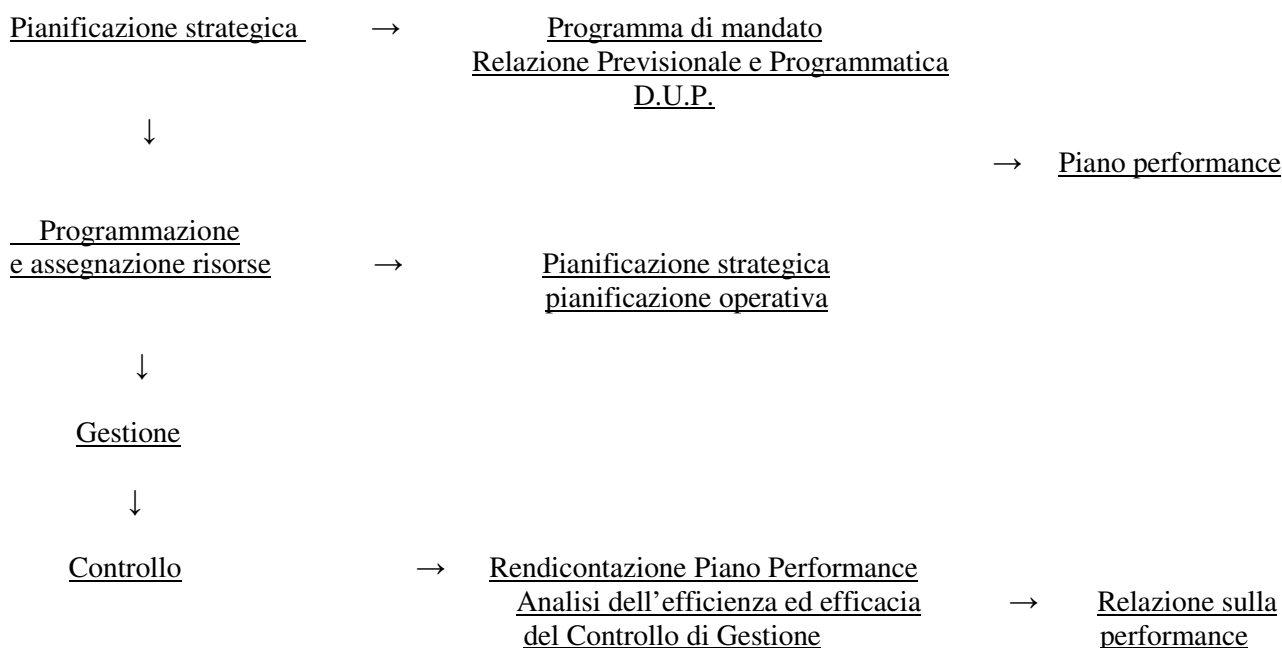 Pianificazione strategica → Programma di mandato
Relazione Previsionale e Programmatica
D.U.P.
↓
→ Piano performance
Programmazione
e assegnazione risorse → Pianificazione strategica
pianificazione operativa
↓
Gestione
↓
Controllo → Rendicontazione Piano Performance
Analisi dell’efficienza ed efficacia → Relazione sulla
del Controllo di Gestione performance